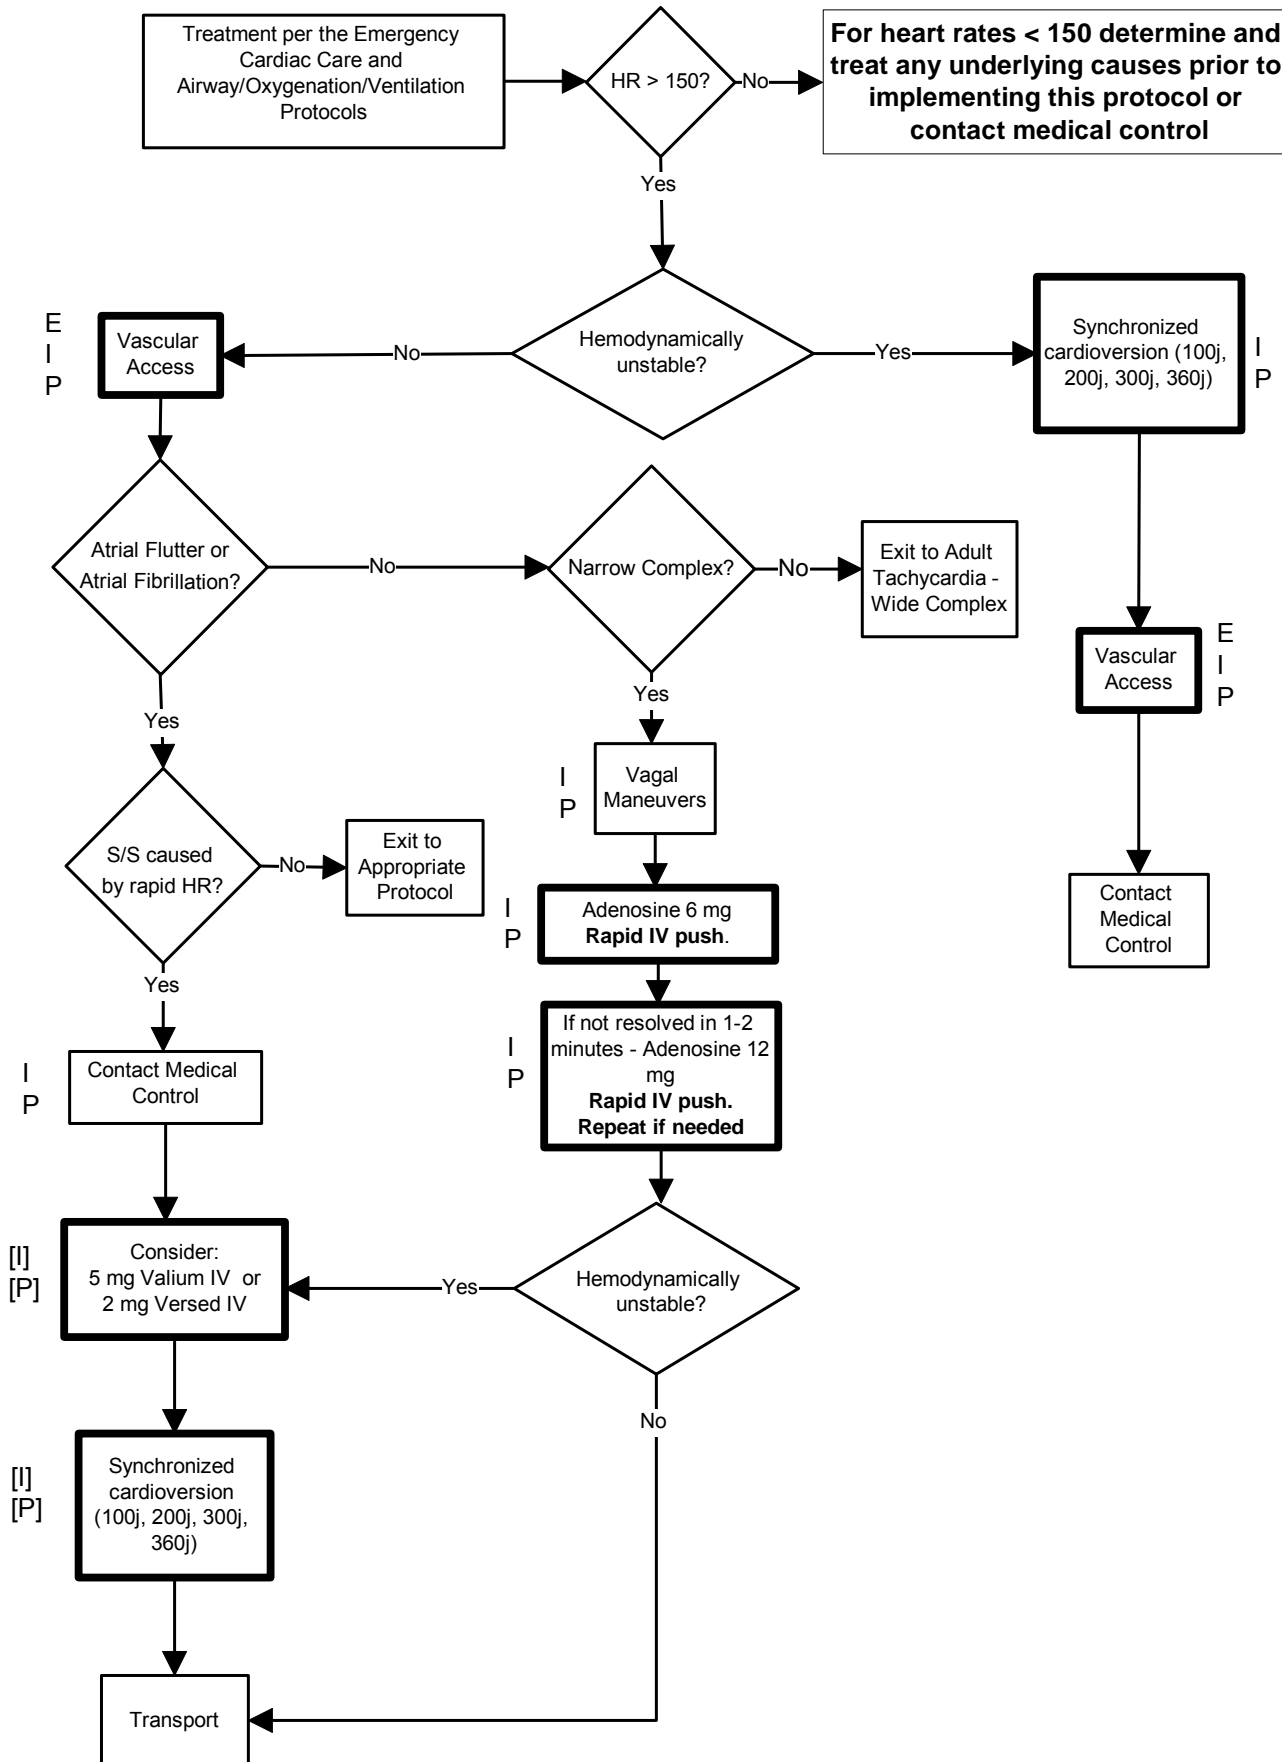 Treatment per the Emergency
Cardiac Care and
Airway/Oxygenation/Ventilation
Protocols
HR > 150?
No
For heart rates < 150 determine and
treat any underlying causes prior to
implementing this protocol or
contact medical control
Yes
Hemodynamically
unstable?
No
Yes
E
I
P
Vascular
Access
Synchronized
cardioversion (100j,
200j, 300j, 360j)
I
P
Atrial Flutter or
Atrial Fibrillation?
No
Narrow Complex?
No
Exit to Adult
Tachycardia -
Wide Complex
Vascular
Access
E
I
P
Yes
Yes
I
P
Vagal
Maneuvers
S/S caused
by rapid HR?
No
Exit to
Appropriate
Protocol
I
P
Adenosine 6 mg
Rapid IV push.
Contact
Medical
Control
Yes
I
P
Contact Medical
Control
I
P
If not resolved in 1-2
minutes - Adenosine 12
mg
Rapid IV push.
Repeat if needed
[I]
[P]
Consider:
5 mg Valium IV or
2 mg Versed IV
Yes
Hemodynamically
unstable?
No
[I]
[P]
Synchronized
cardioversion
(100j, 200j, 300j,
360j)
Transport